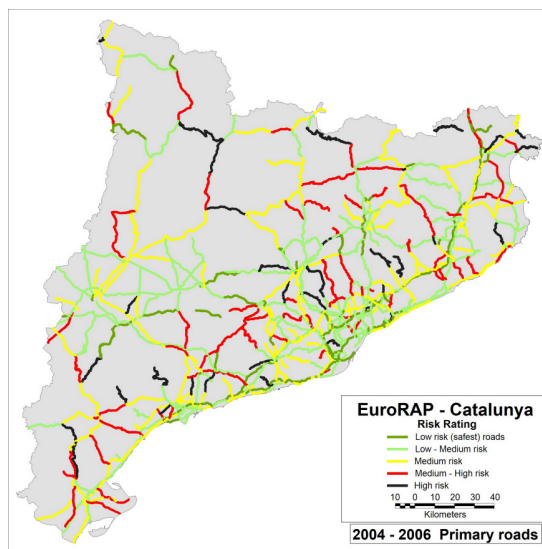 EuroRAP - Catalunya
Risk Rating
Low risk (safest) roads
Low - Medium risk
Medium risk
Medium - High risk
High risk
10 0 10 20 30 40
Kilometers
2004 - 2006 Primary roads